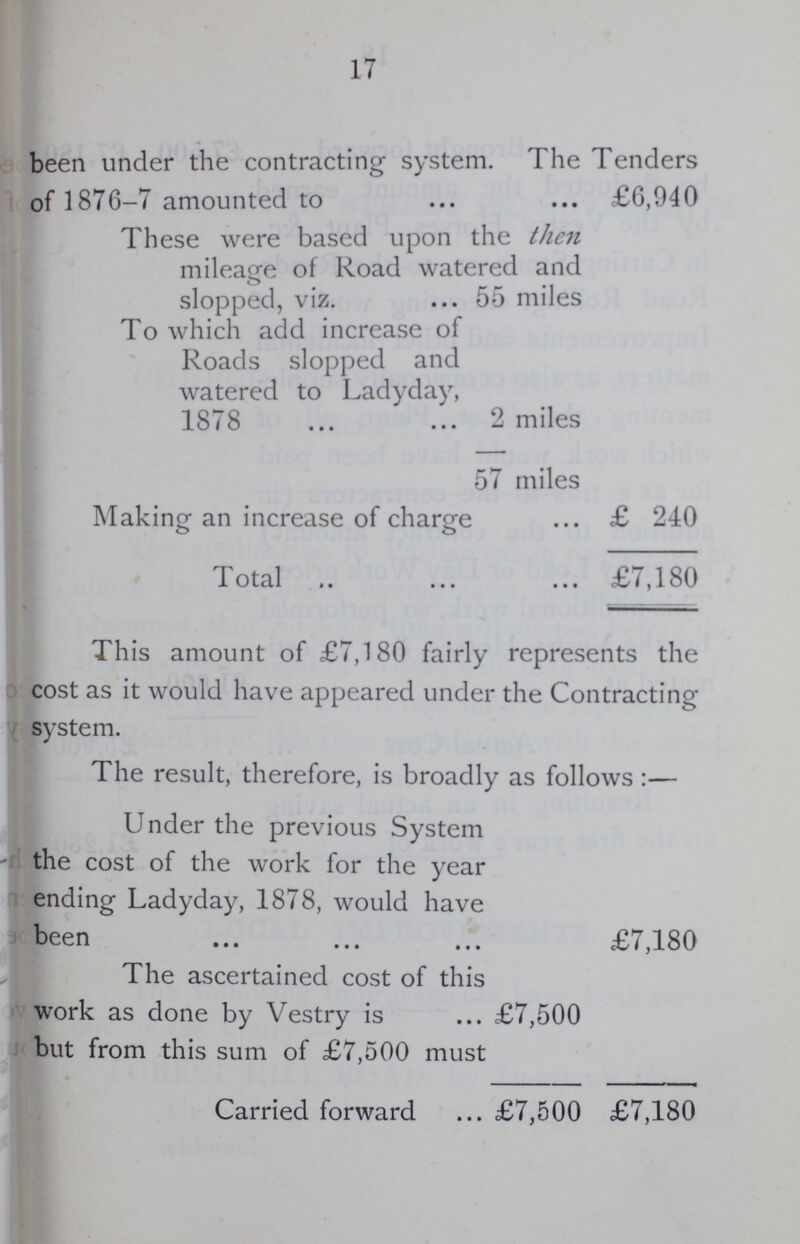 17
been under the contracting system. The Tenders
of 1876-7 amounted to ... ... £6,940
These were based upon the then
mileage of Road watered and
slopped, viz. ... 55 miles
To which add increase of
Roads slopped and
watered to Ladyday,
1878 ... ... 2 miles
57 miles
Making an increase of charge ... £ 240
Total .. ... ... £7,180
This amount of £7,180 fairly represents the
cost as it would have appeared under the Contracting
system.
The result, therefore, is broadly as follows :—
Under the previous System
the cost of the work for the year
ending Ladyday, 1878, would have
been ... ... ... £7,180
The ascertained cost of this
work as done by Vestry is ... £7,500
but from this sum of £7,500 must
Carried forward ... £7,500 £7,180